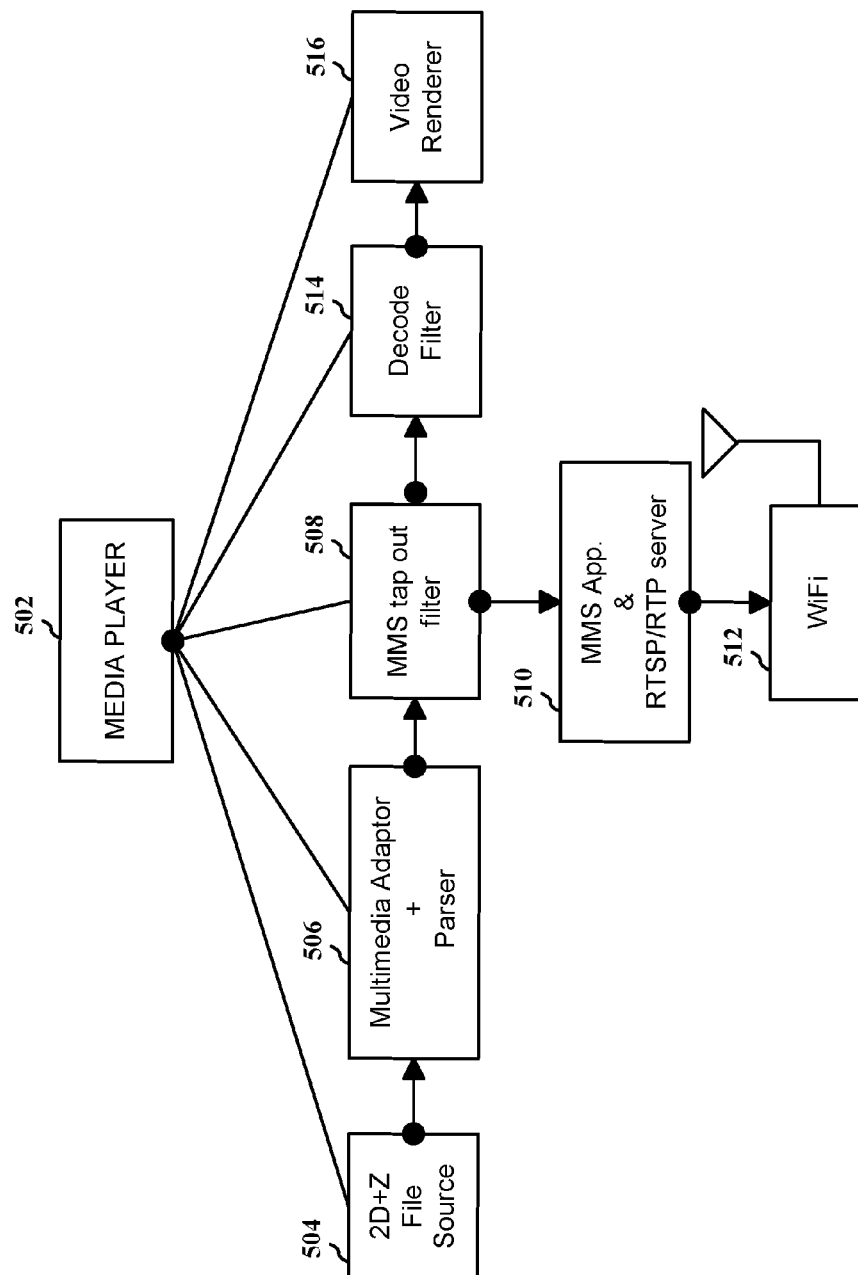 502
MEDIA PLAYER
504
2D+Z
File
Source
506
Multimedia Adaptor
+
Parser
508
MMS tap out
filter
514
Decode
Filter
516
Video
Renderer
510
MMS App.
&
RTSP/RTP server
512
WiFi